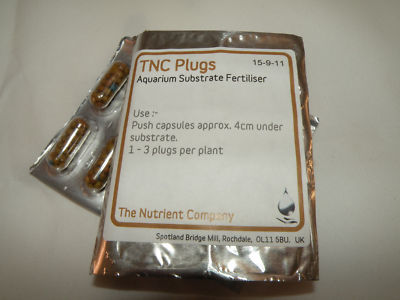 TNC Plugs 15-9-11
Aquarium Substrate Fertiliser
Use :-
Push capsules approx. 4cm under
substrate.
1 - 3 plugs per plant
The Nutrient Company
Spotland Bridge Mill, Rochdale, OL11 5BU. UK